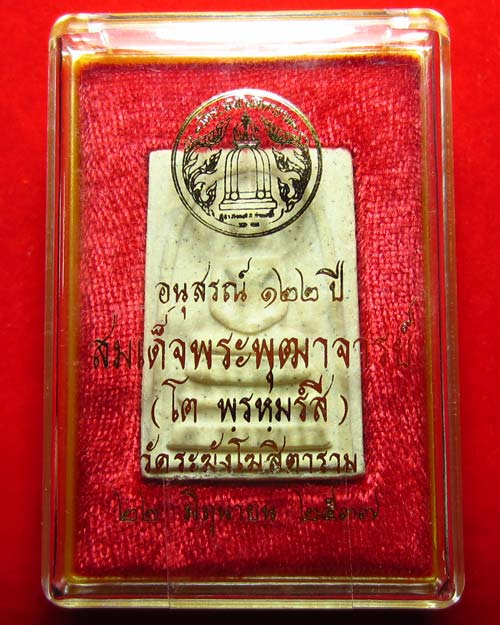 อนุสรณ์ ๑๒๒ ปี
สมเด็จพระพุฒาจารย์
(โต พฺรหฺมรํสี)
วัดระฆังโฆสิตาราม
๒๒ มิถุนายน ๒๕๓๗